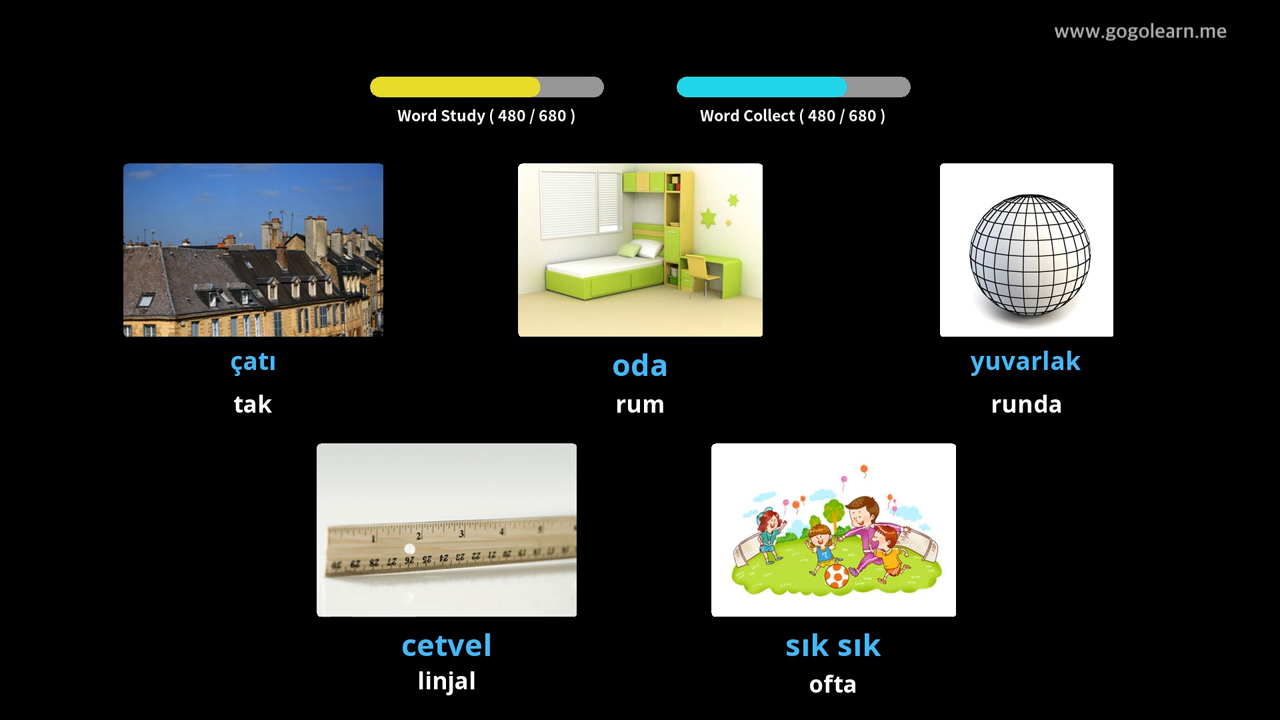 www.gogolearn.me
Word Study ( 480 / 680 )
Word Collect ( 480 / 680 )
çatı
tak
oda
rum
yuvarlak
runda
cetvel
linjal
sık sık
ofta